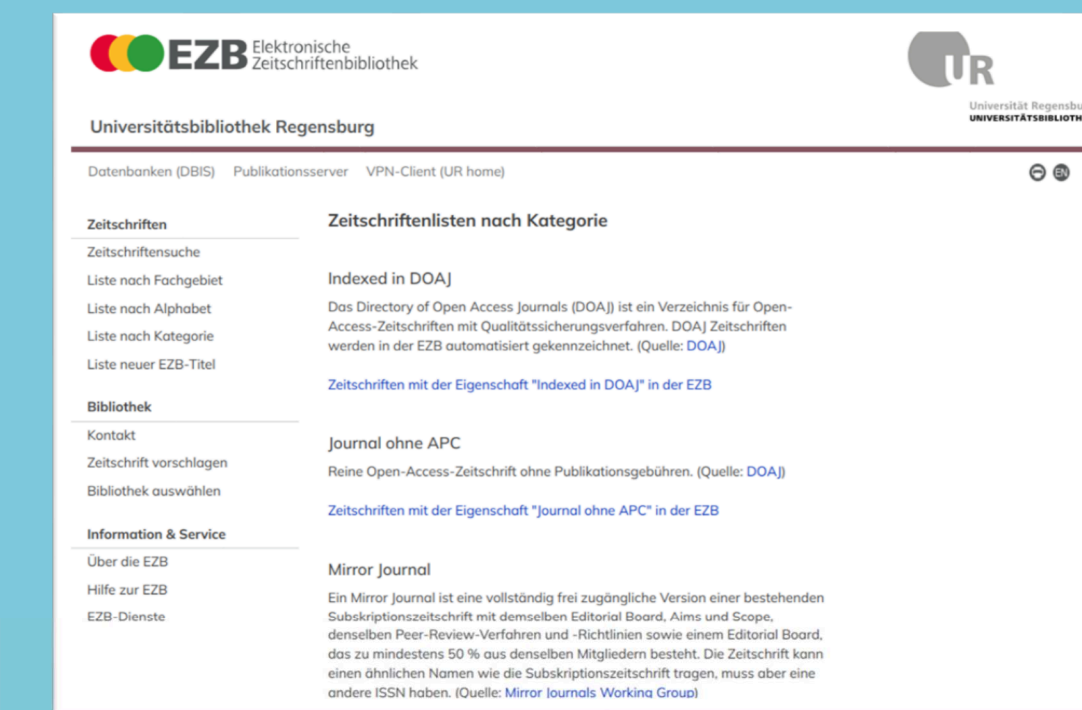 EZB Elektronische
Zeitschriftenbibliothek
UR
Universität Regensbu
UNIVERSITÄTSBIBLIOTH
Universitätsbibliothek Regensburg
Datenbanken (DBIS) Publikationsserver VPN-Client (UR home)
EN
Zeitschriften
Zeitschriftensuche
Liste nach Fachgebiet
Liste nach Alphabet
Liste nach Kategorie
Liste neuer EZB-Titel
Bibliothek
Kontakt
Zeitschrift vorschlagen
Bibliothek auswählen
Information & Service
Über die EZB
Hilfe zur EZB
EZB-Dienste
Zeitschriftenlisten nach Kategorie
Indexed in DOAJ
Das Directory of Open Access Journals (DOAJ) ist ein Verzeichnis für Open-
Access-Zeitschriften mit Qualitätssicherungsverfahren. DOAJ Zeitschriften
werden in der EZB automatisiert gekennzeichnet. (Quelle: DOAJ)
Zeitschriften mit der Eigenschaft "Indexed in DOAJ" in der EZB
Journal ohne APC
Reine Open-Access-Zeitschrift ohne Publikationsgebühren. (Quelle: DOAJ)
Zeitschriften mit der Eigenschaft "Journal ohne APC" in der EZB
Mirror Journal
Ein Mirror Journal ist eine vollständig frei zugängliche Version einer bestehenden
Subskriptionszeitschrift mit demselben Editorial Board, Aims und Scope,
denselben Peer-Review-Verfahren und -Richtlinien sowie einem Editorial Board,
das zu mindestens 50 % aus denselben Mitgliedern besteht. Die Zeitschrift kann
einen ähnlichen Namen wie die Subskriptionszeitschrift tragen, muss aber eine
andere ISSN haben. (Quelle: Mirror Journals Working Group)